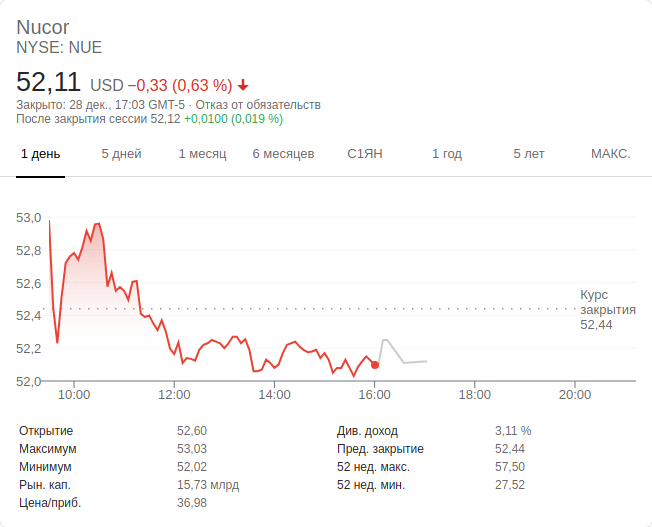 Nucor
NYSE: NUE
52,11 USD −0,33 (0,63 %)
Закрыто: 28 дек., 17:03 GMT-5 · Отказ от обязательств
После закрытия сессии 52,12 +0,0100 (0,019 %)
1 день 5 дней 1 месяц 6 месяцев С1ЯН 1 год 5 лет МАКС.
53,0
52,8
52,6
52,4
52,2
52,0
Курс
закрытия
52,44
10:00 12:00 14:00 16:00 18:00 20:00
Открытие 52,60 Див. доход 3,11 %
Максимум 53,03 Пред. закрытие 52,44
Минимум 52,02 52 нед. макс. 57,50
Рын. кап. 15,73 млрд 52 нед. мин. 27,52
Цена/приб. 36,98